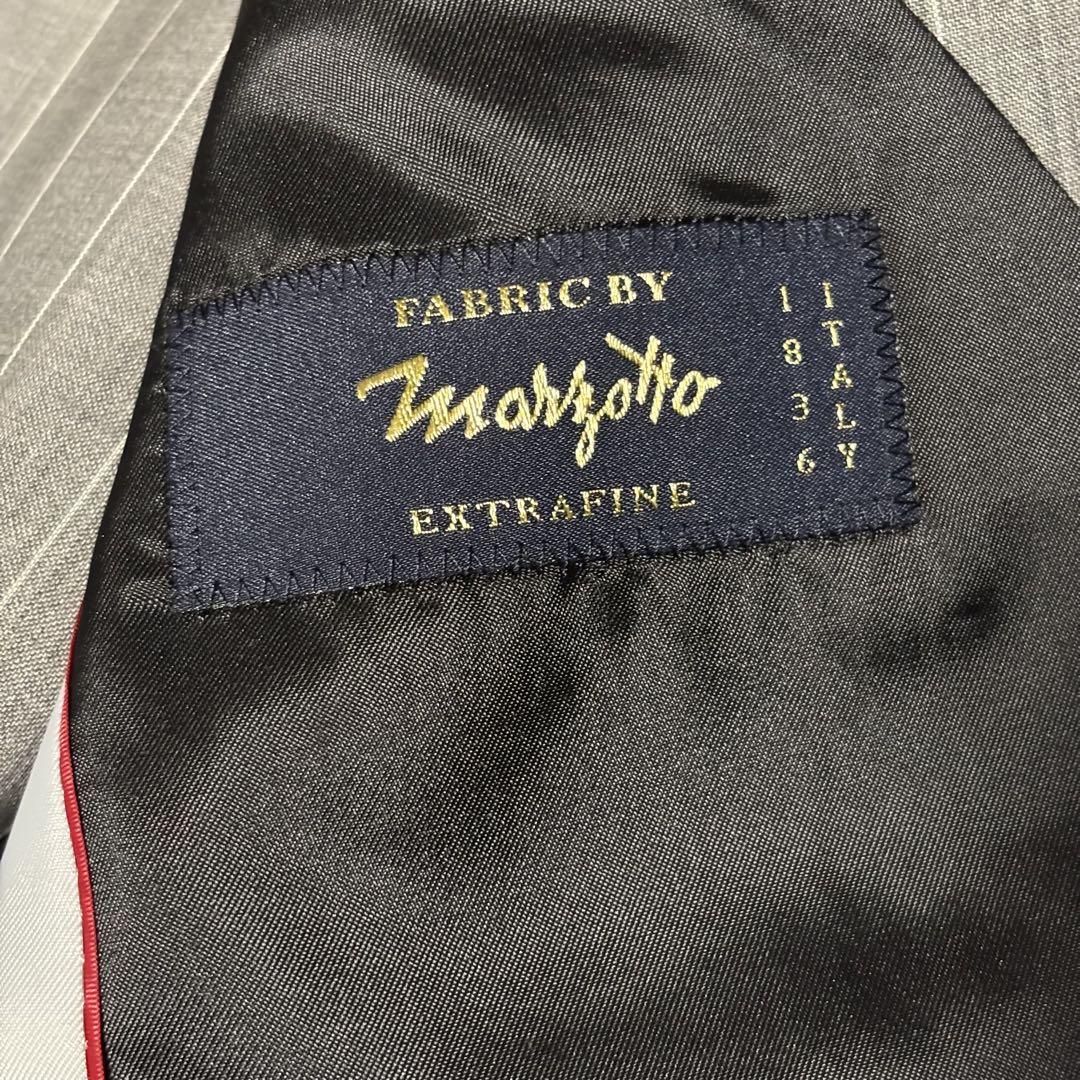 FABRIC BY
Marzotto
EXTRAFINE
1836
ITALY